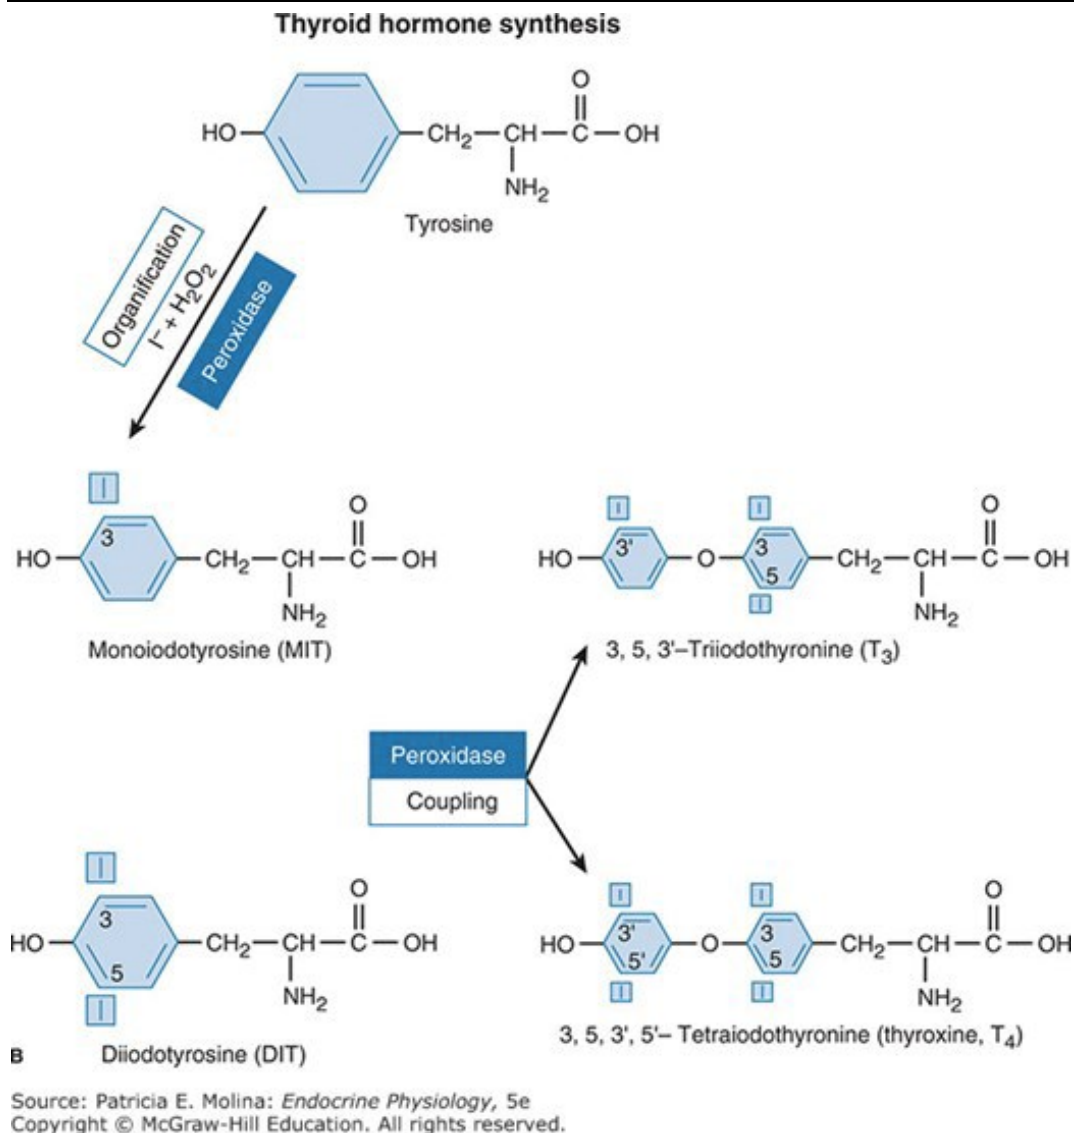 Thyroid hormone synthesis
O
HO
CH2
CH
C
OH
NH2
Tyrosine
Organification
I– + H2O2
Peroxidase
I
3
O
HO
CH2
CH
C
OH
NH2
Monoiodotyrosine (MIT)
I
I
O
HO
3'
O
3
5
CH2
CH
C
OH
I
NH2
3, 5, 3'–Triiodothyronine (T3)
Peroxidase
Coupling
I
O
HO
3
5
CH2
CH
C
OH
I
NH2
B
Diiodotyrosine (DIT)
I
I
O
HO
3'
5'
O
3
5
CH2
CH
C
OH
I
I
NH2
3, 5, 3', 5'– Tetraiodothyronine (thyroxine, T4)
Source: Patricia E. Molina: Endocrine Physiology, 5e
Copyright © McGraw-Hill Education. All rights reserved.